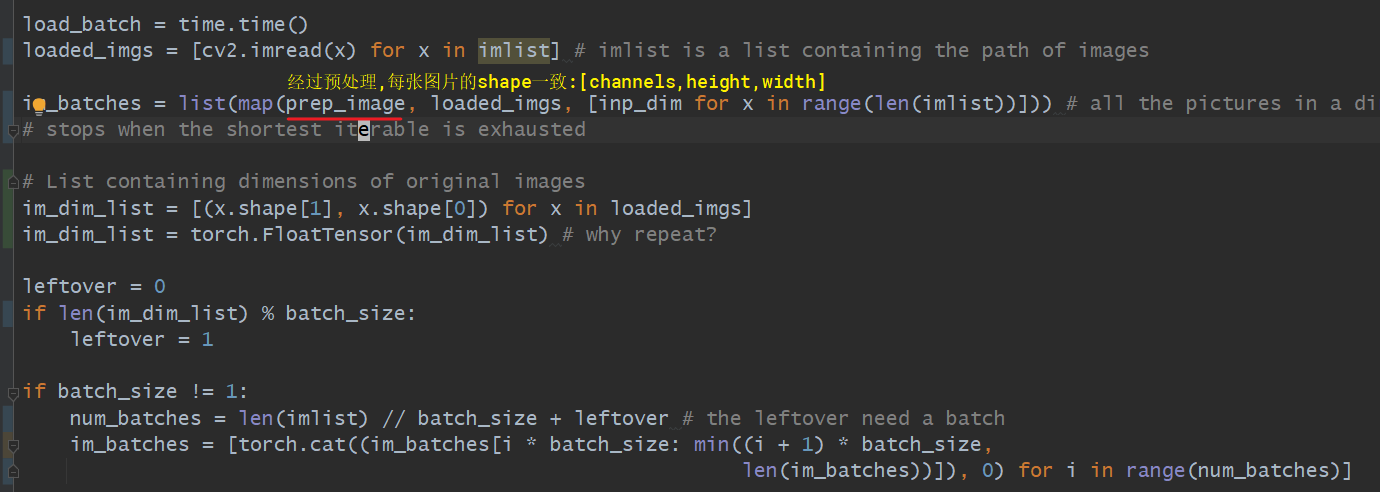 load_batch = time.time()
loaded_imgs = [cv2.imread(x) for x in imlist] # imlist is a list containing the path of images
经过预处理,每张图片的shape一致:[channels,height,width]
i_batches = list(map(prep_image, loaded_imgs, [inp_dim for x in range(len(imlist))])) # all the pictures in a di
# stops when the shortest iterable is exhausted
# List containing dimensions of original images
im_dim_list = [(x.shape[1], x.shape[0]) for x in loaded_imgs]
im_dim_list = torch.FloatTensor(im_dim_list) # why repeat?
leftover = 0
if len(im_dim_list) % batch_size:
    leftover = 1
if batch_size != 1:
    num_batches = len(imlist) // batch_size + leftover # the leftover need a batch
    im_batches = [torch.cat((im_batches[i * batch_size: min((i + 1) * batch_size,
len(im_batches))]), 0) for i in range(num_batches)]